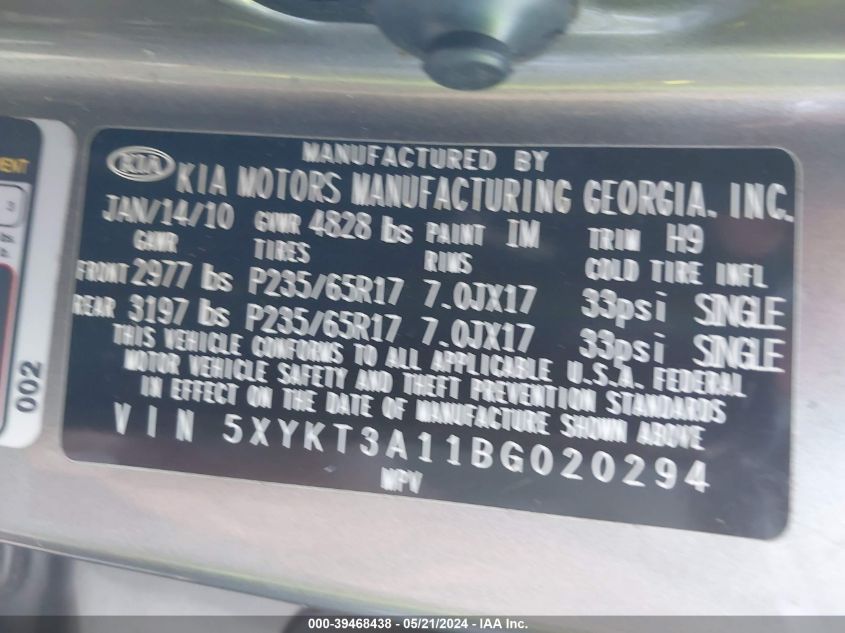 MENT
3
002
KIA
MANUFACTURED BY
KIA MOTORS MANUFACTURING GEORGIA. INC.
JAN/14/10 GVWR 4828 lbs PAINT IM TRIM H9
GAWR TIRES RIMS COLD TIRE INFL
FRONT 2977 lbs P235/65R17 7.0JX17 33psi SINGLE
REAR 3197 lbs P235/65R17 7.0JX17 33psi SINGLE
THIS VEHICLE CONFORMS TO ALL APPLICABLE U.S.A. FEDERAL
MOTOR VEHICLE SAFETY AND THEFT PREVENTION STANDARDS
IN EFFECT ON THE DATE OF MANUFACTURE SHOWN ABOVE
VIN 5XYKT3A11BG020294
MPV
000-39468438 - 05/21/2024 - IAA Inc.